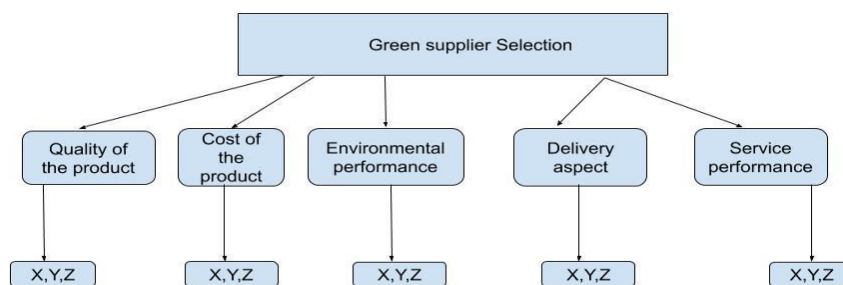 Green supplier Selection
Quality of
the product
Cost of
the
product
Environmental
performance
Delivery
aspect
Service
performance
X,Y,Z
X,Y,Z
X,Y,Z
X,Y,Z
X,Y,Z